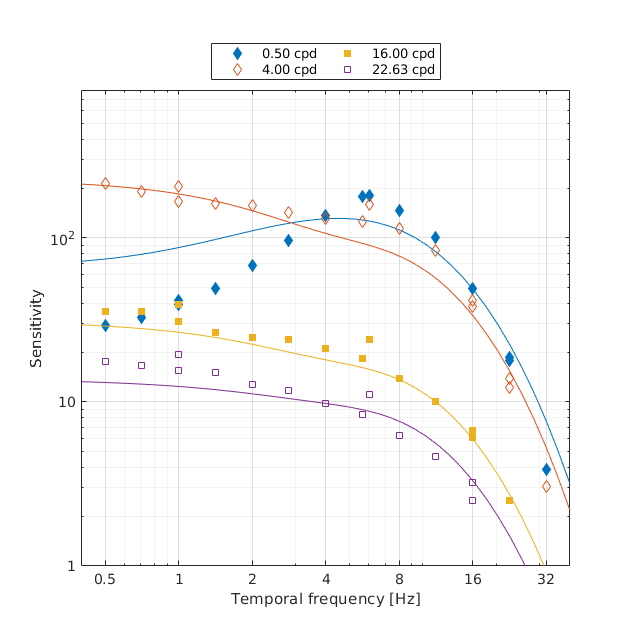 0.50 cpd 16.00 cpd
4.00 cpd 22.63 cpd
Sensitivity
10²
10
1
0.5 1 2 4 8 16 32
Temporal frequency [Hz]